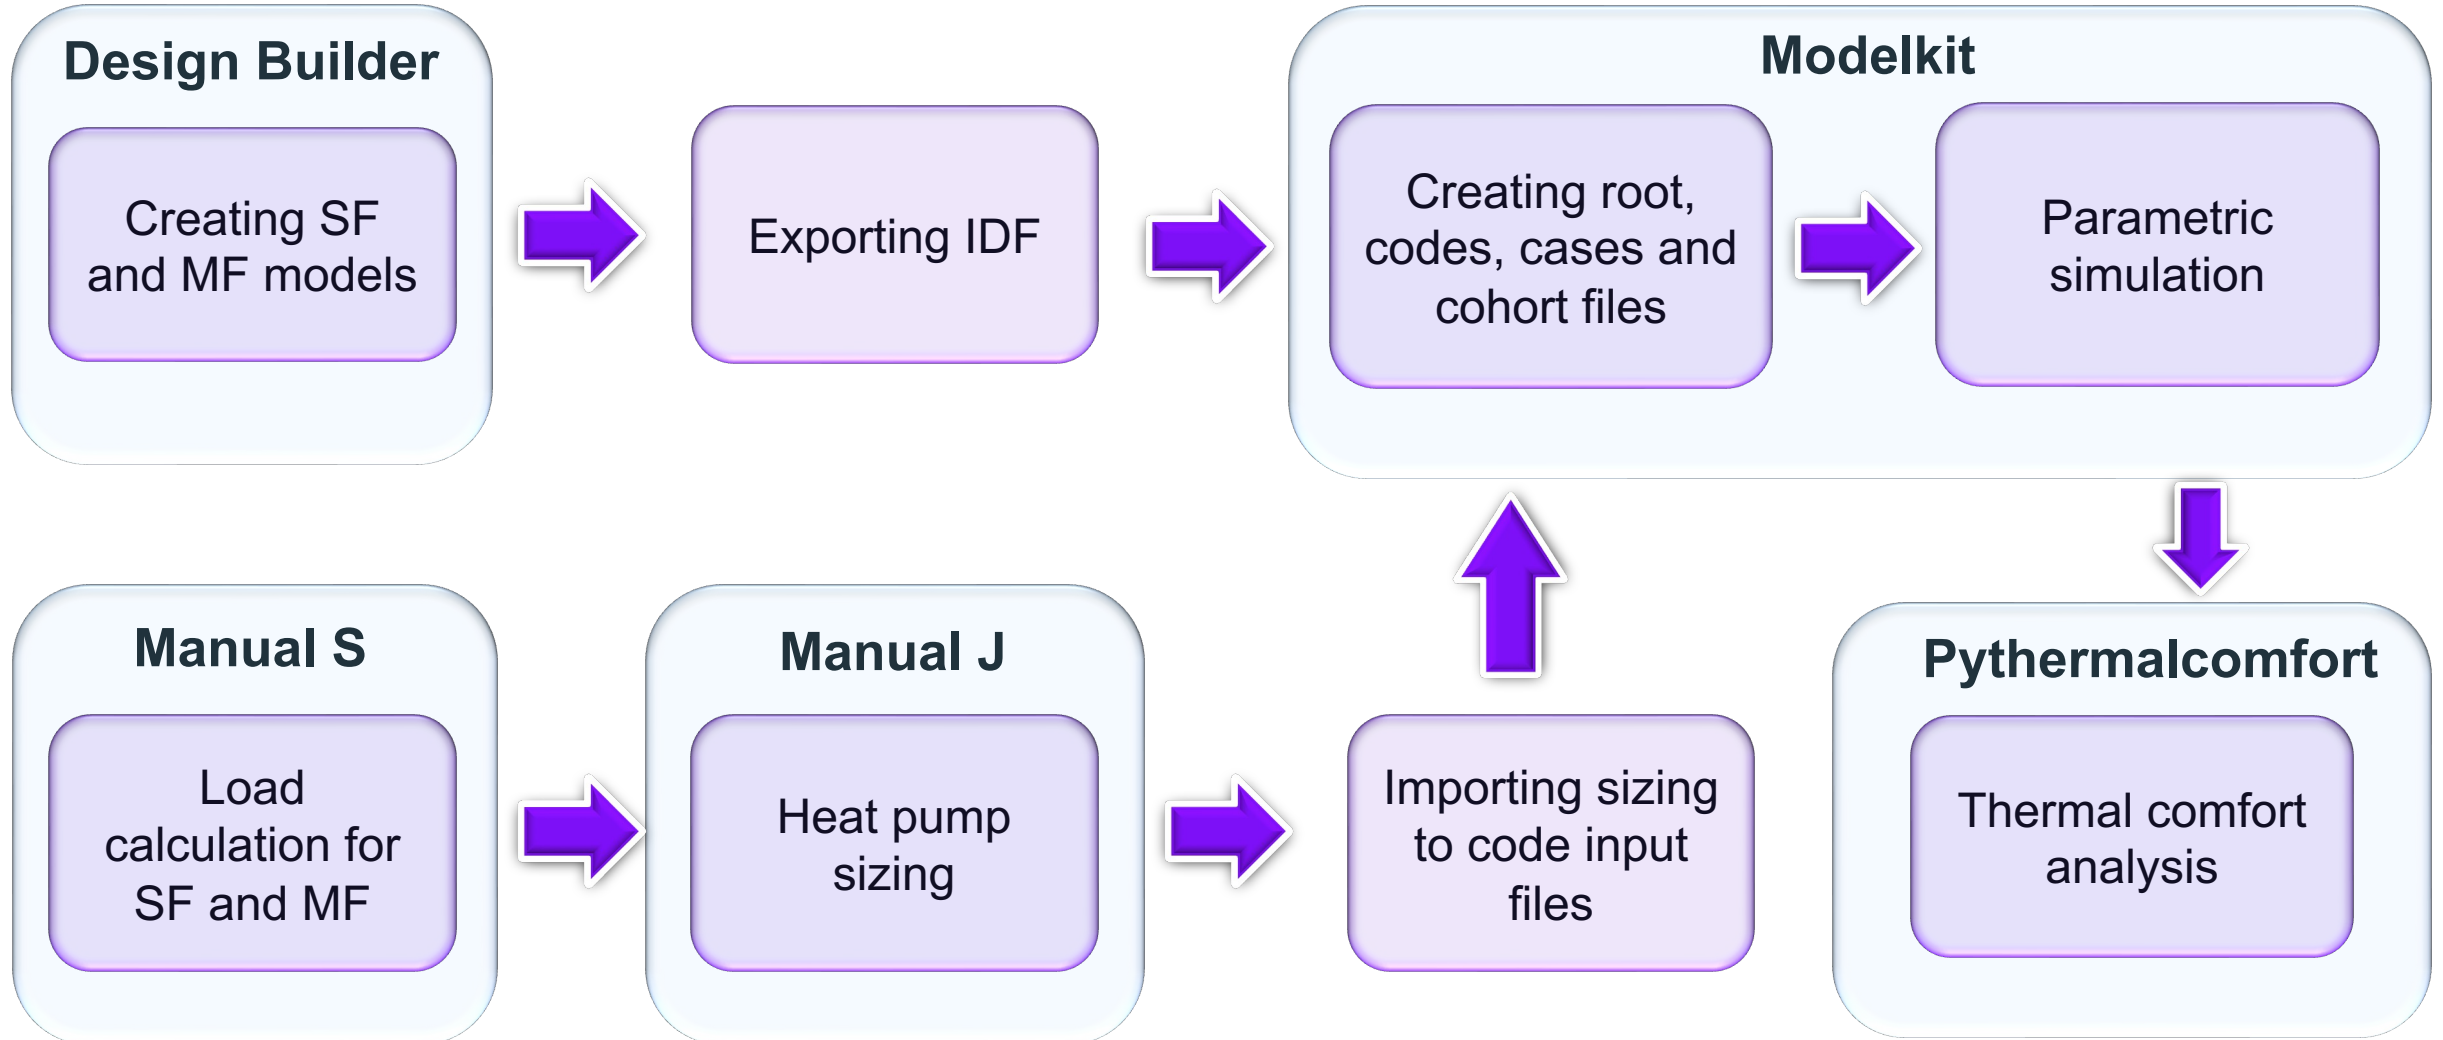 Design Builder
Creating SF
and MF models
Exporting IDF
Modelkit
Creating root,
codes, cases and
cohort files
Parametric
simulation
Manual S
Load
calculation for
SF and MF
Manual J
Heat pump
sizing
Importing sizing
to code input
files
Pythermalcomfort
Thermal comfort
analysis